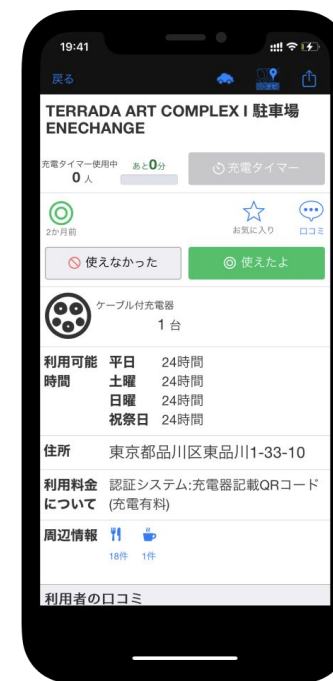 19:41
戻る
TERRADA ART COMPLEX I 駐車場
ENECHANGE
充電タイマー使用中 あと0分
0 人
充電タイマー
2か月前
お気に入り
口コミ
使えなかった
使えたよ
ケーブル付充電器
1 台
利用可能時間
平日 24時間
土曜 24時間
日曜 24時間
祝祭日 24時間
住所 東京都品川区東品川1-33-10
利用料金について
認証システム:充電器記載QRコード
(充電有料)
周辺情報
18件 1件
利用者の口コミ